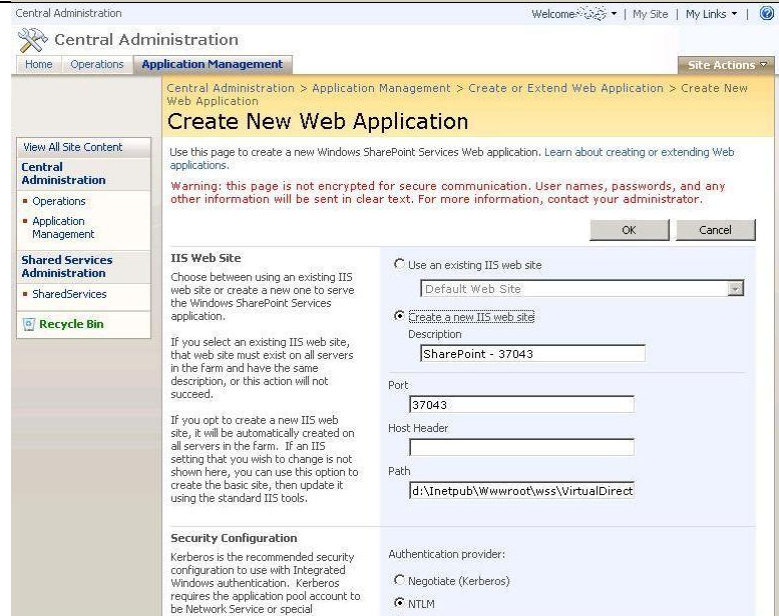 Central Administration
Welcome ▾ | My Site | My Links ▾ |
Central Administration
Home Operations Application Management
Site Actions
Central Administration > Application Management > Create or Extend Web Application > Create New
Web Application
Create New Web Application
View All Site Content
Central
Administration
Operations
Application
Management
Shared Services
Administration
SharedServices
Recycle Bin
Use this page to create a new Windows SharePoint Services Web application. Learn about creating or extending Web
applications.
Warning: this page is not encrypted for secure communication. User names, passwords, and any
other information will be sent in clear text. For more information, contact your administrator.
OK Cancel
IIS Web Site
Choose between using an existing IIS
web site or create a new one to serve
the Windows SharePoint Services
application.
If you select an existing IIS web site,
that web site must exist on all servers
in the farm and have the same
description, or this action will not
succeed.
If you opt to create a new IIS web
site, it will be automatically created on
all servers in the farm. If an IIS
setting that you wish to change is not
shown here, you can use this option to
create the basic site, then update it
using the standard IIS tools.
Use an existing IIS web site
Default Web Site
Create a new IIS web site
Description
SharePoint - 37043
Port
37043
Host Header
Path
d:\Inetpub\Wwwroot\wss\VirtualDirect
Security Configuration
Kerberos is the recommended security
configuration to use with Integrated
Windows authentication. Kerberos
requires the application pool account to
be Network Service or special
Authentication provider:
Negotiate (Kerberos)
NTLM